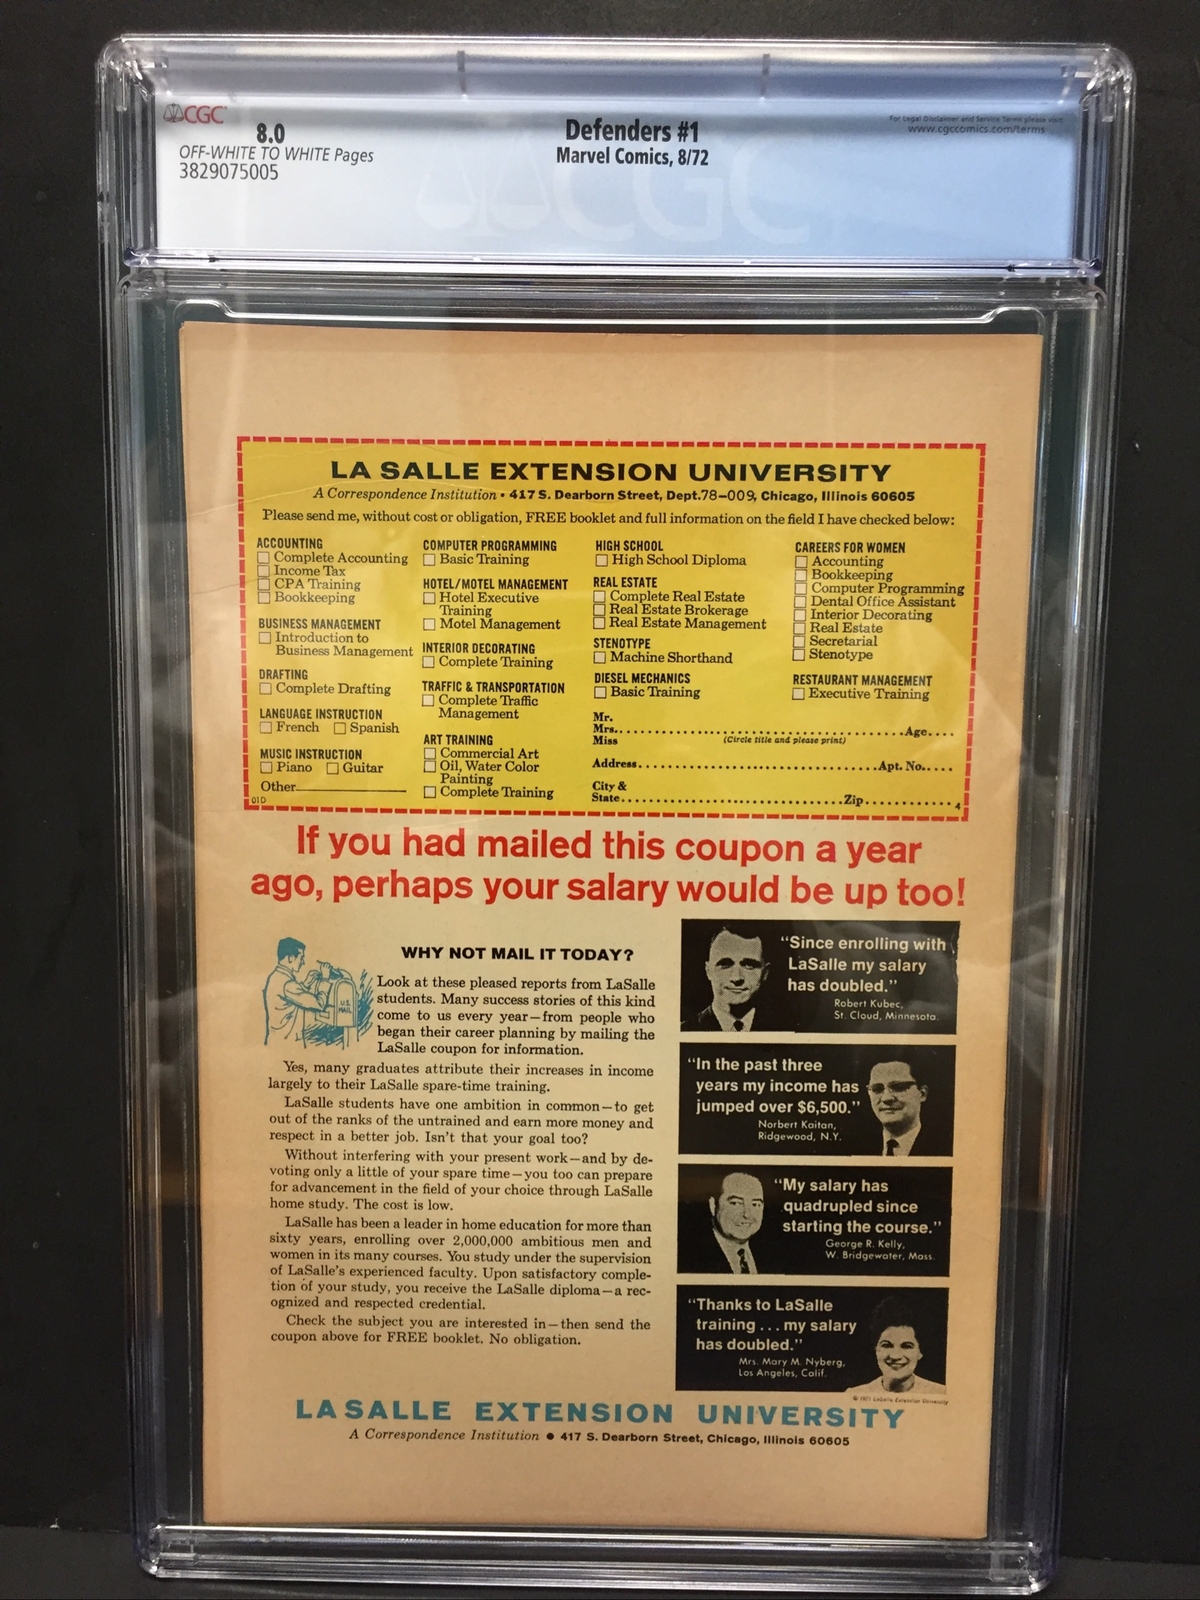 CGC
8.0
OFF-WHITE TO WHITE Pages
3829075005
Defenders #1
Marvel Comics, 8/72
For Legal Disclaimer and Service Terms please visit
www.cgccomics.com/terms
CGC
LA SALLE EXTENSION UNIVERSITY
A Correspondence Institution • 417 S. Dearborn Street, Dept.78-009, Chicago, Illinois 60605
Please send me, without cost or obligation, FREE booklet and full information on the field I have checked below:
ACCOUNTING
Complete Accounting
Income Tax
CPA Training
Bookkeeping
BUSINESS MANAGEMENT
Introduction to
Business Management
DRAFTING
Complete Drafting
LANGUAGE INSTRUCTION
French Spanish
MUSIC INSTRUCTION
Piano Guitar
Other
01D
COMPUTER PROGRAMMING
Basic Training
HOTEL/MOTEL MANAGEMENT
Hotel Executive
Training
Motel Management
INTERIOR DECORATING
Complete Training
TRAFFIC & TRANSPORTATION
Complete Traffic
Management
ART TRAINING
Commercial Art
Oil, Water Color
Painting
Complete Training
HIGH SCHOOL
High School Diploma
REAL ESTATE
Complete Real Estate
Real Estate Brokerage
Real Estate Management
STENOTYPE
Machine Shorthand
DIESEL MECHANICS
Basic Training
CAREERS FOR WOMEN
Accounting
Bookkeeping
Computer Programming
Dental Office Assistant
Interior Decorating
Real Estate
Secretarial
Stenotype
RESTAURANT MANAGEMENT
Executive Training
Mr.
Mrs. Age
Miss (Circle title and please print)
Address Apt. No.
City &
State Zip 4
If you had mailed this coupon a year
ago, perhaps your salary would be up too!
WHY NOT MAIL IT TODAY?
U.S.
MAIL
Look at these pleased reports from LaSalle
students. Many success stories of this kind
come to us every year—from people who
began their career planning by mailing the
LaSalle coupon for information.
Yes, many graduates attribute their increases in income
largely to their LaSalle spare-time training.
LaSalle students have one ambition in common—to get
out of the ranks of the untrained and earn more money and
respect in a better job. Isn't that your goal too?
Without interfering with your present work—and by de-
voting only a little of your spare time—you too can prepare
for advancement in the field of your choice through LaSalle
home study. The cost is low.
LaSalle has been a leader in home education for more than
sixty years, enrolling over 2,000,000 ambitious men and
women in its many courses. You study under the supervision
of LaSalle's experienced faculty. Upon satisfactory comple-
tion of your study, you receive the LaSalle diploma—a rec-
ognized and respected credential.
Check the subject you are interested in—then send the
coupon above for FREE booklet. No obligation.
"Since enrolling with
LaSalle my salary
has doubled."
Robert Kubec,
St. Cloud, Minnesota.
"In the past three
years my income has
jumped over $6,500."
Norbert Kaitan,
Ridgewood, N.Y.
"My salary has
quadrupled since
starting the course."
George R. Kelly,
W. Bridgewater, Mass.
"Thanks to LaSalle
training...my salary
has doubled."
Mrs. Mary M. Nyberg,
Los Angeles, Calif.
© 1971 LaSalle Extension University
LA SALLE EXTENSION UNIVERSITY
A Correspondence Institution • 417 S. Dearborn Street, Chicago, Illinois 60605